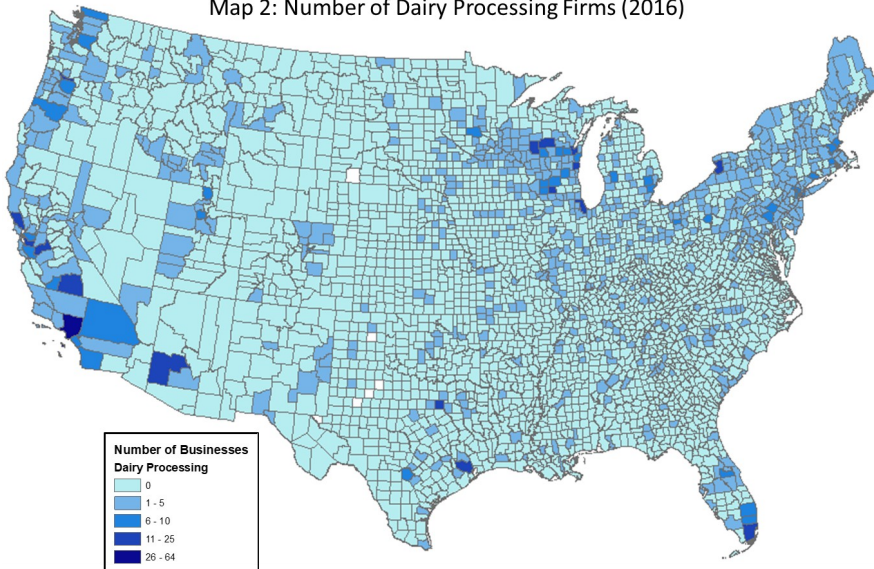 Map 2: Number of Dairy Processing Firms (2016)
Number of Businesses
Dairy Processing
0
1 - 5
6 - 10
11 - 25
26 - 64